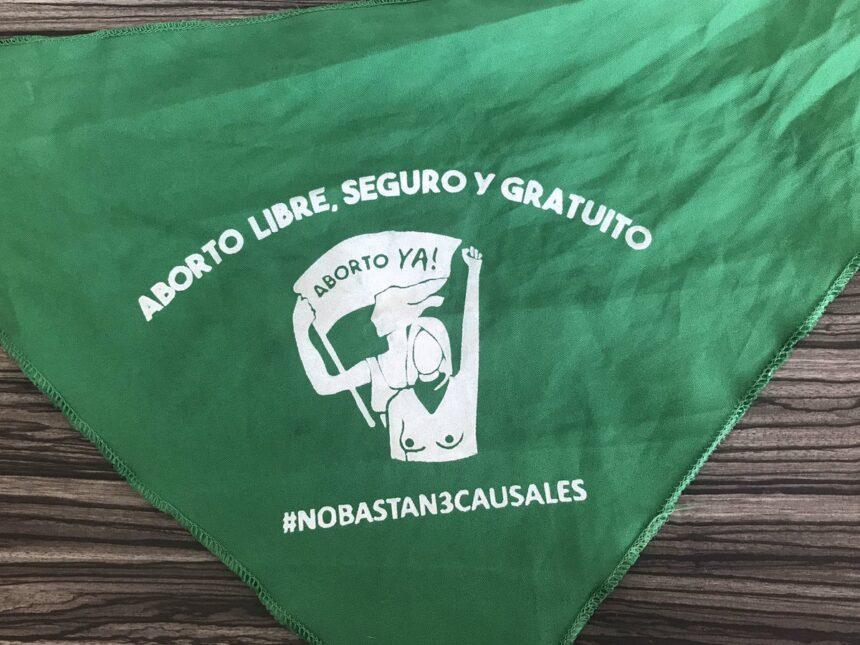 ABORTO LIBRE, SEGURO Y GRATUITO
ABORTO YA!
#NOBASTAN3CAUSALES